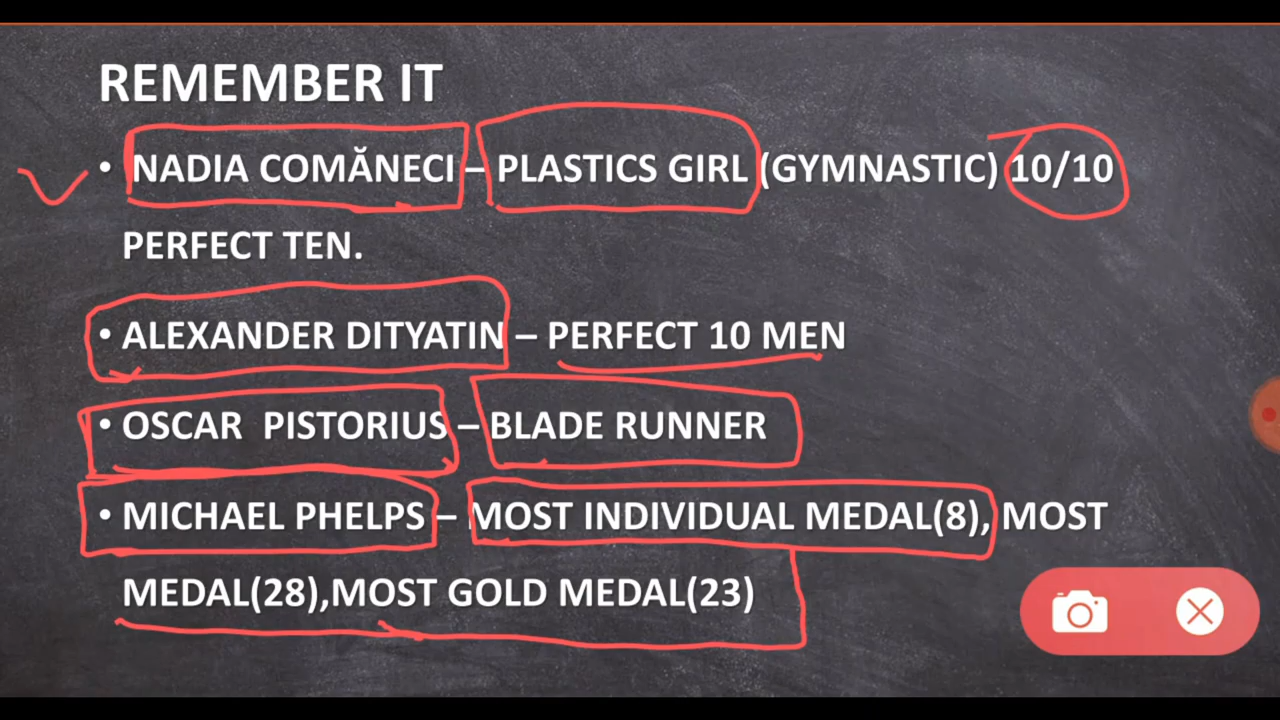 REMEMBER IT
• NADIA COMĂNECI – PLASTICS GIRL (GYMNASTIC) 10/10
PERFECT TEN.
• ALEXANDER DITYATIN – PERFECT 10 MEN
• OSCAR PISTORIUS – BLADE RUNNER
• MICHAEL PHELPS – MOST INDIVIDUAL MEDAL(8), MOST
MEDAL(28),MOST GOLD MEDAL(23)